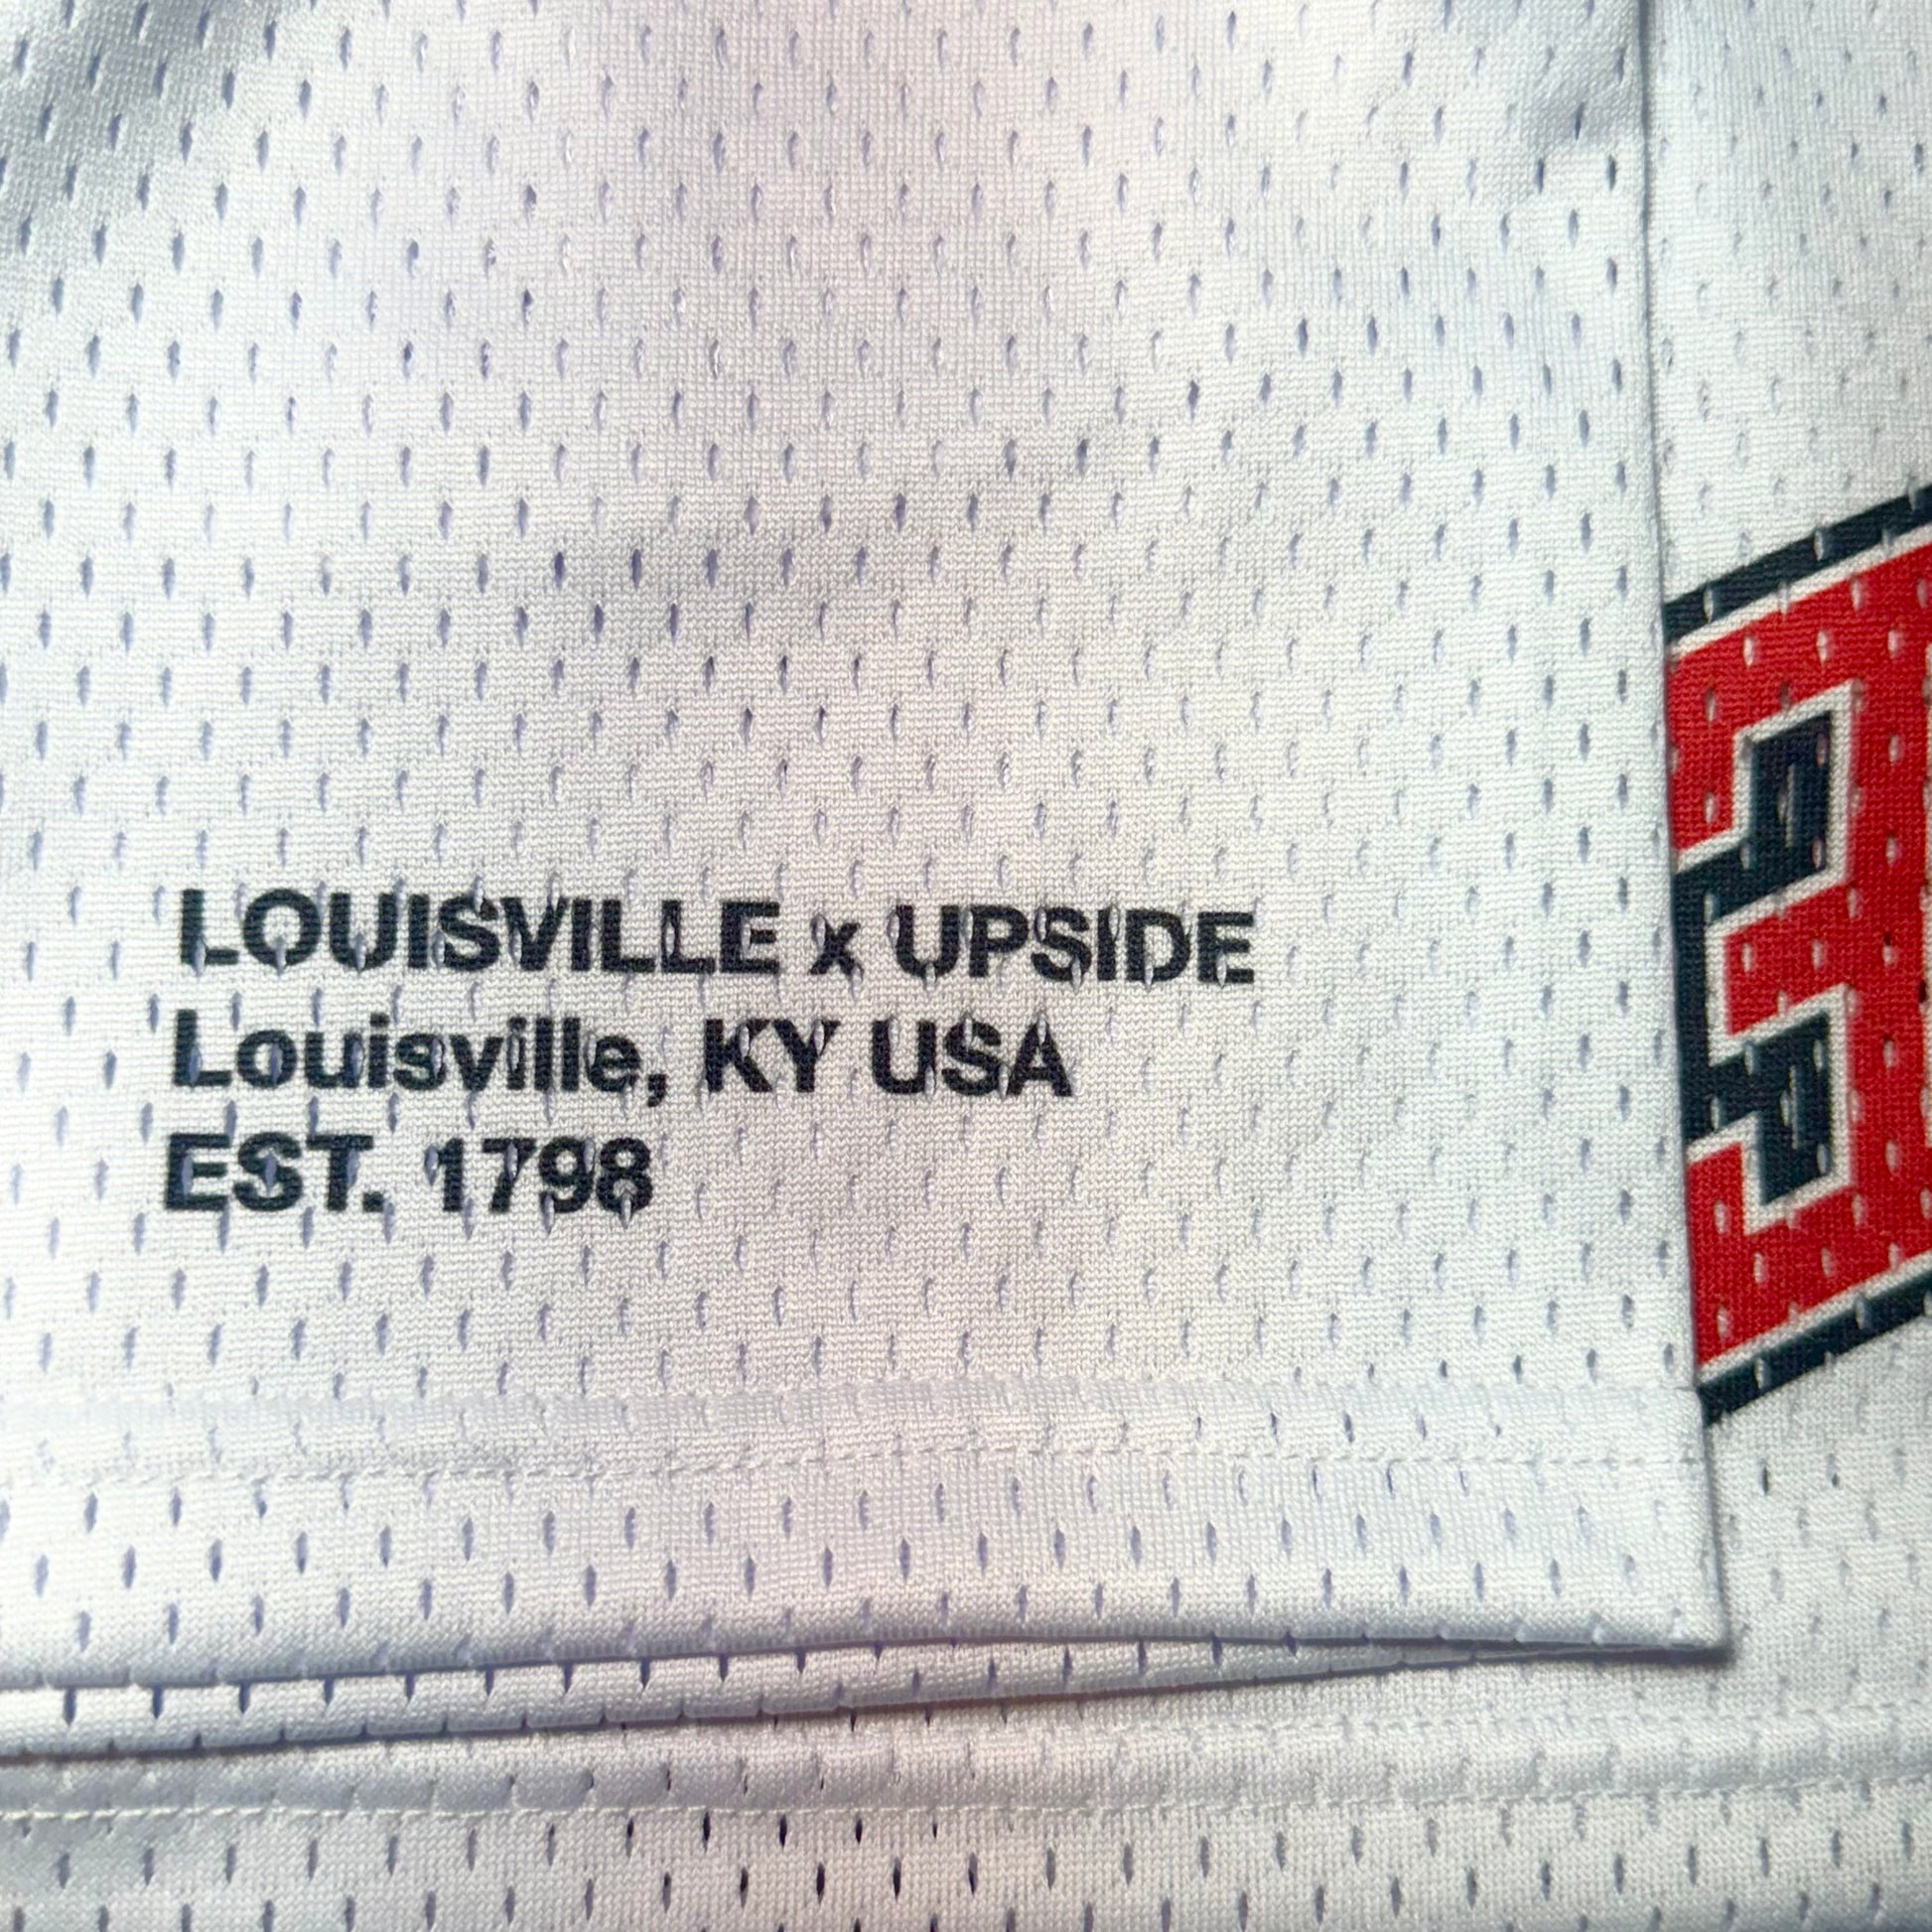 LOUISVILLE x UPSIDE
Louisville, KY USA
EST. 1798